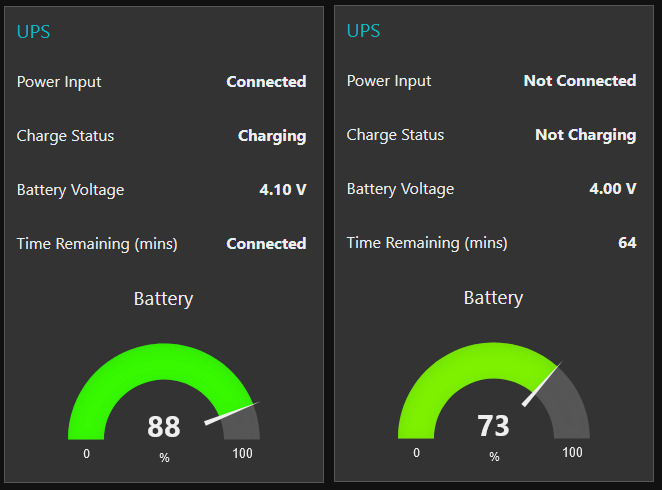 UPS
Power Input Connected
Charge Status Charging
Battery Voltage 4.10 V
Time Remaining (mins) Connected
Battery
88
0 % 100
UPS
Power Input Not Connected
Charge Status Not Charging
Battery Voltage 4.00 V
Time Remaining (mins) 64
Battery
73
0 % 100